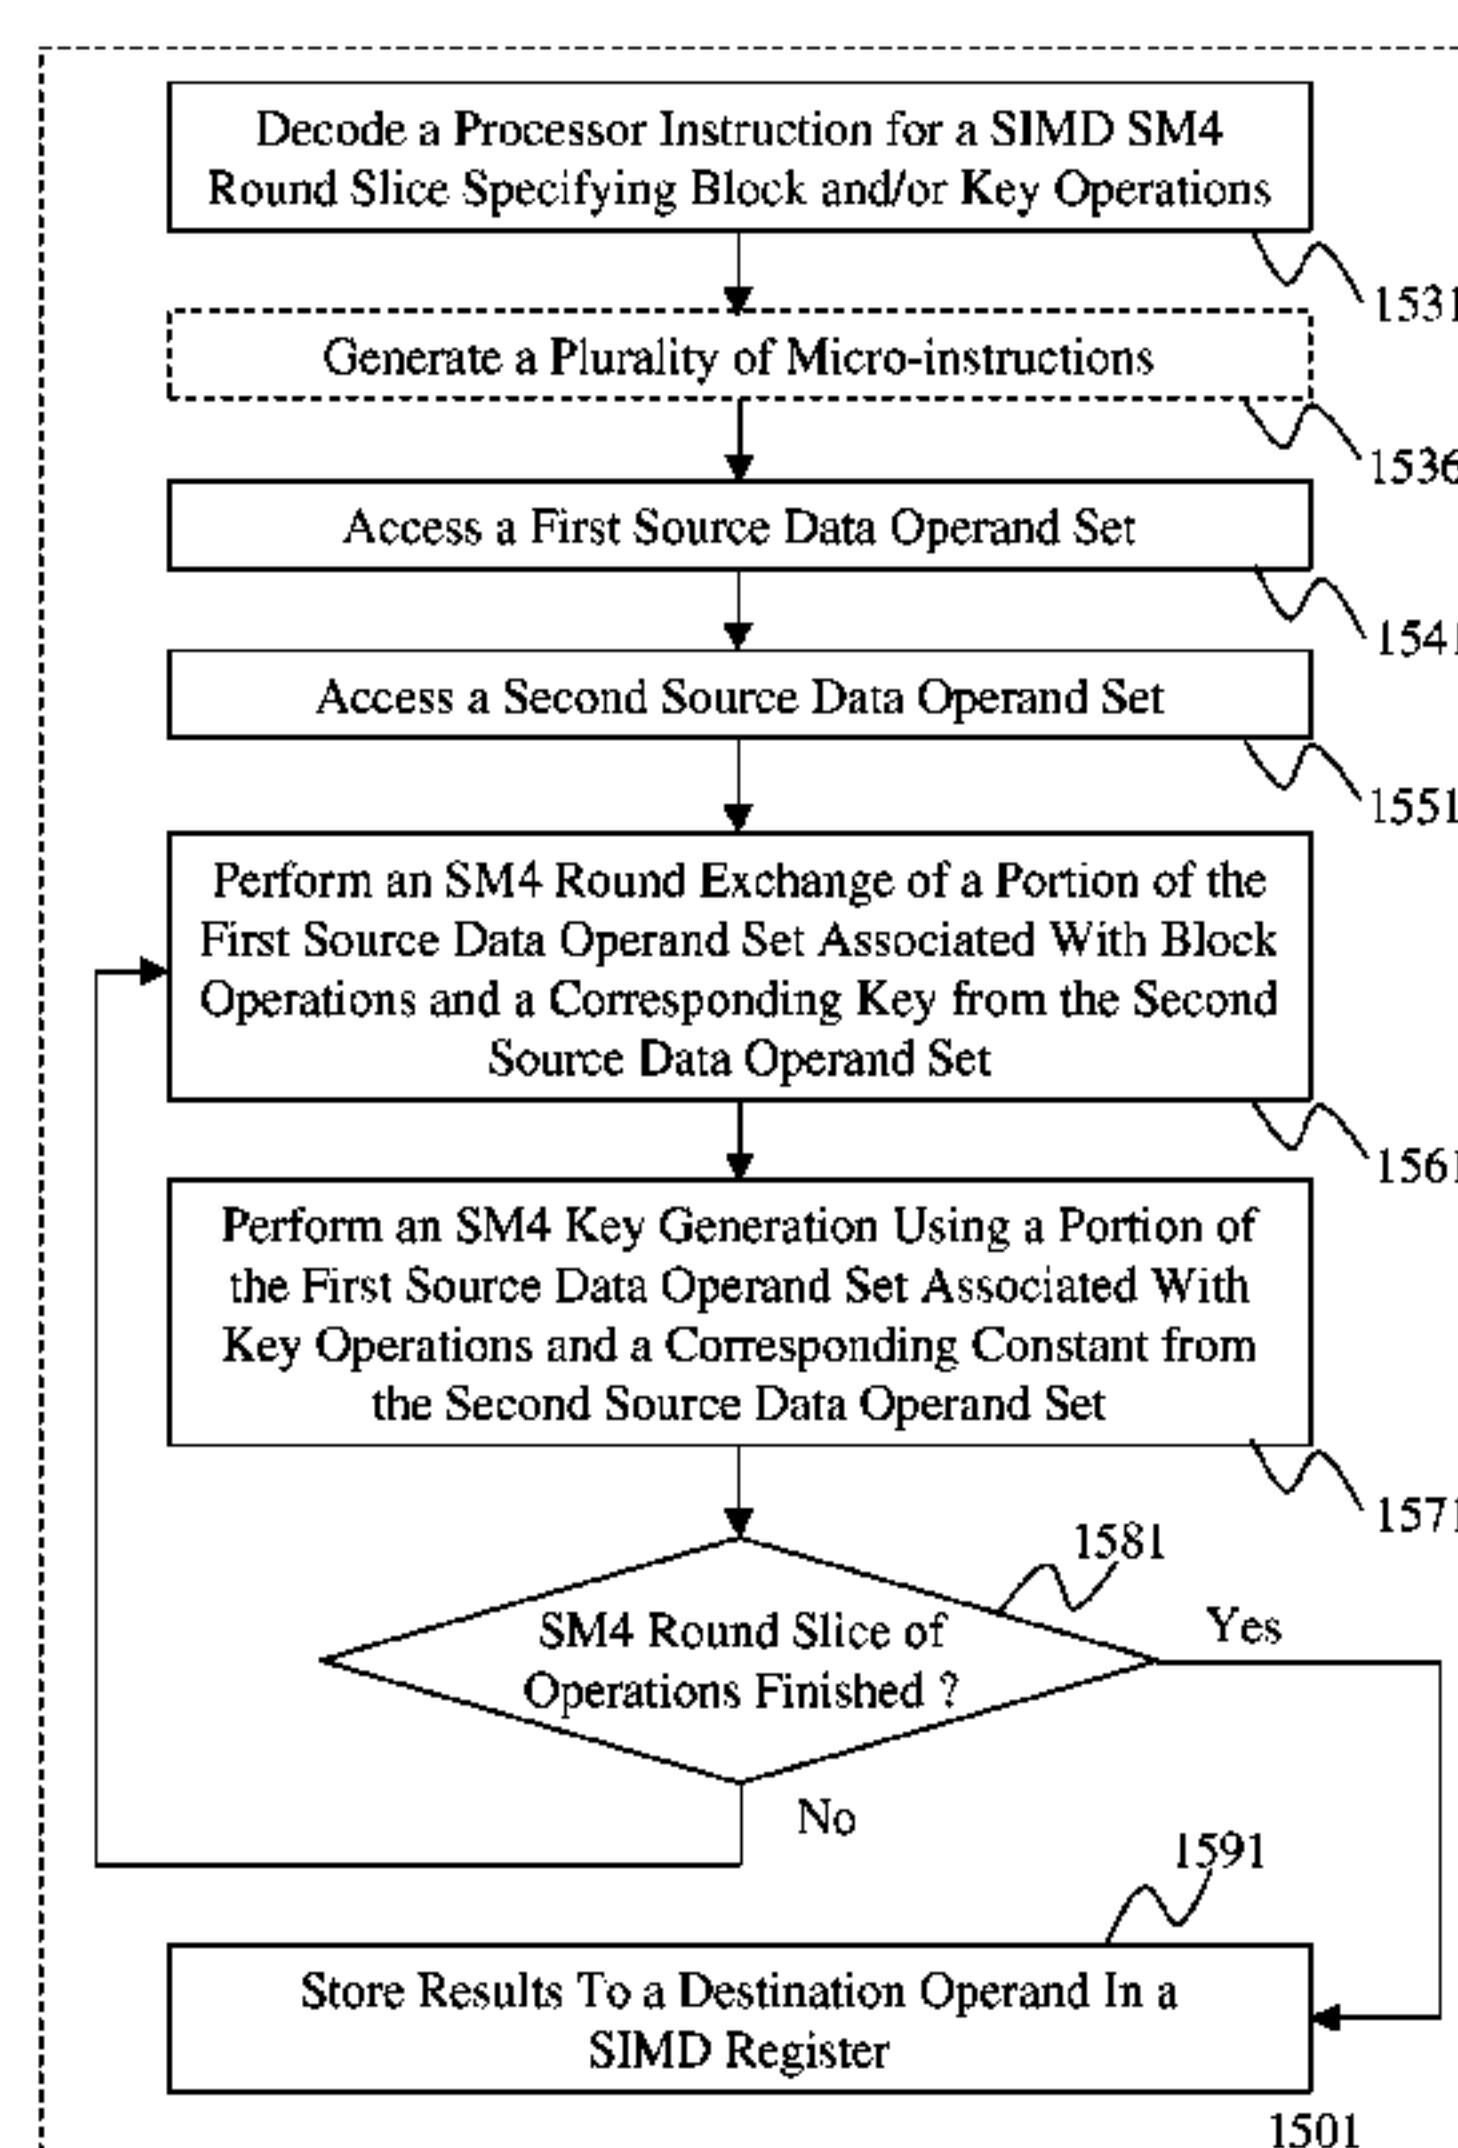 Decode a Processor Instruction for a SIMD SM4
Round Slice Specifying Block and/or Key Operations
1531
Generate a Plurality of Micro-instructions
1536
Access a First Source Data Operand Set
1541
Access a Second Source Data Operand Set
1551
Perform an SM4 Round Exchange of a Portion of the
First Source Data Operand Set Associated With Block
Operations and a Corresponding Key from the Second
Source Data Operand Set
1561
Perform an SM4 Key Generation Using a Portion of
the First Source Data Operand Set Associated With
Key Operations and a Corresponding Constant from
the Second Source Data Operand Set
1571
1581
SM4 Round Slice of
Operations Finished ?
Yes
No
1591
Store Results To a Destination Operand In a
SIMD Register
1501